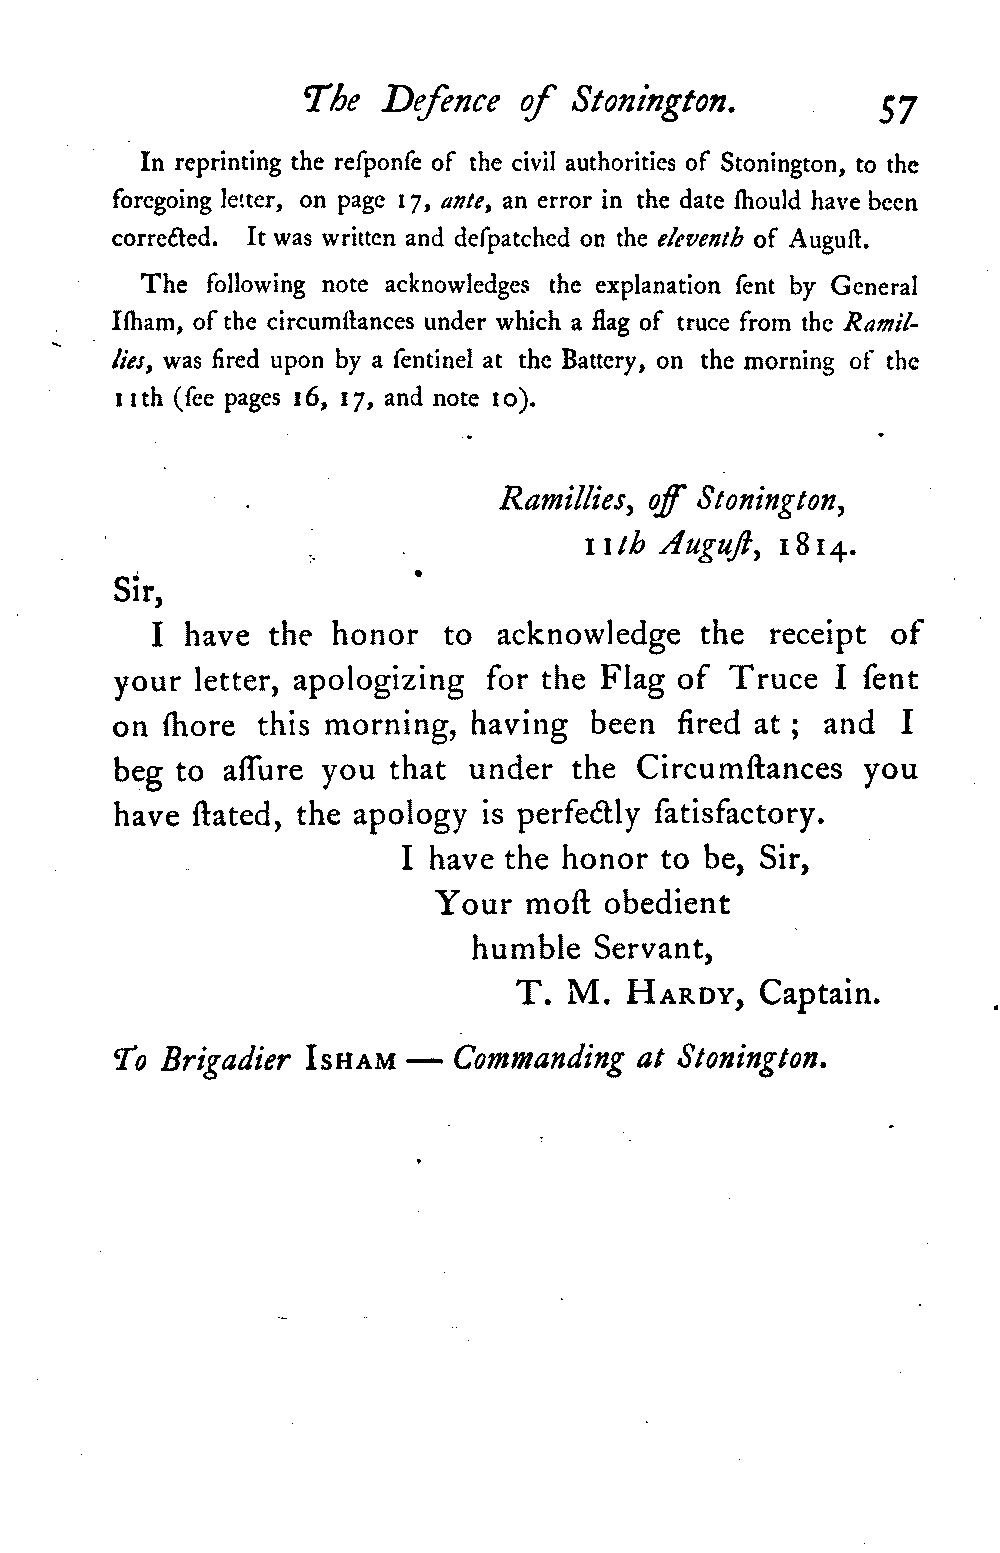 The Defence of Stonington. 57
In reprinting the reſponſe of the civil authorities of Stonington, to the
foregoing letter, on page 17, ante, an error in the date ſhould have been
corrected. It was written and deſpatched on the eleventh of Auguſt.
The following note acknowledges the explanation ſent by General
Iſham, of the circumſtances under which a flag of truce from the Ramil-
lies, was fired upon by a ſentinel at the Battery, on the morning of the
11th (ſee pages 16, 17, and note 10).
Ramillies, off Stonington,
11th Auguſt, 1814.
Sir,
I have the honor to acknowledge the receipt of
your letter, apologizing for the Flag of Truce I ſent
on ſhore this morning, having been fired at ; and I
beg to aſſure you that under the Circumſtances you
have ſtated, the apology is perfectly ſatisfactory.
I have the honor to be, Sir,
Your moſt obedient
humble Servant,
T. M. HARDY, Captain.
To Brigadier ISHAM — Commanding at Stonington.